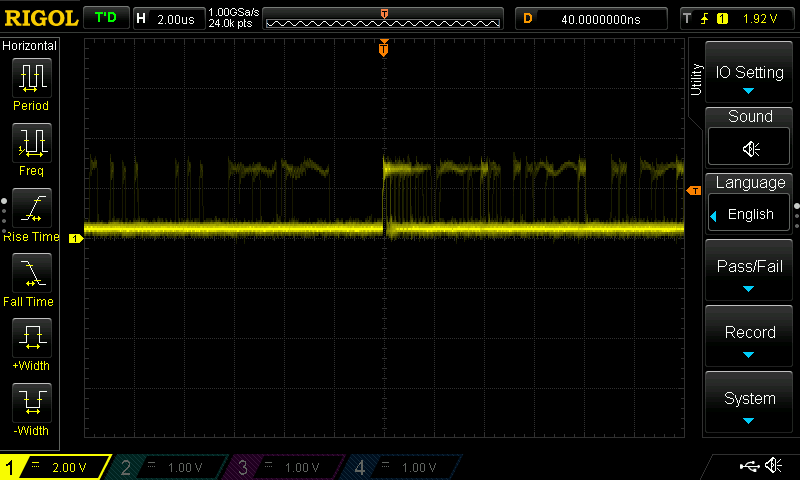 RIGOL T'D H 2.00us 1.00GSa/s 24.0k pts T D 40.0000000ns T 1 1.92 V
Horizontal
Period
Freq
Rise Time
Fall Time
+Width
-Width
T
1
T
Utility
IO Setting
Sound
Language
English
Pass/Fail
Record
System
1 2.00 V 2 1.00 V 3 1.00 V 4 1.00 V